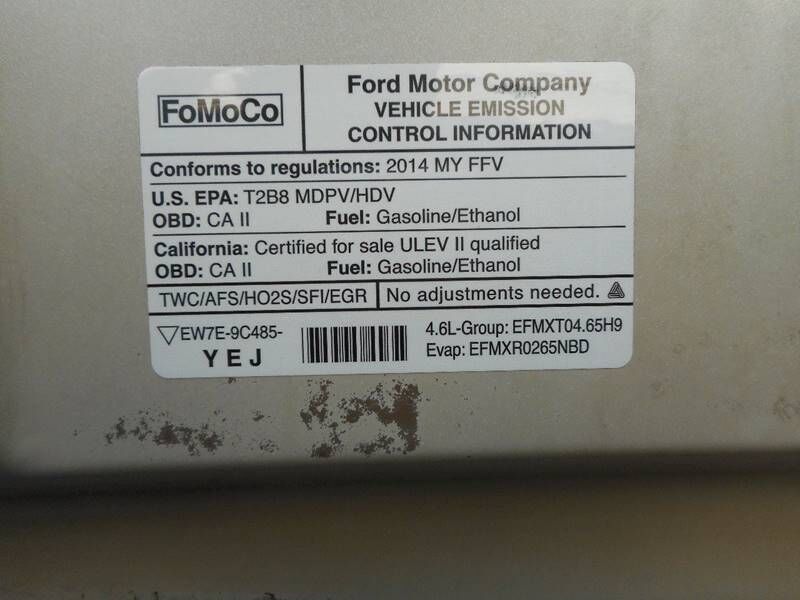 FoMoCo
Ford Motor Company
VEHICLE EMISSION
CONTROL INFORMATION
Conforms to regulations: 2014 MY FFV
U.S. EPA: T2B8 MDPV/HDV
OBD: CA II Fuel: Gasoline/Ethanol
California: Certified for sale ULEV II qualified
OBD: CA II Fuel: Gasoline/Ethanol
TWC/AFS/HO2S/SFI/EGR No adjustments needed.
EW7E-9C485-
YEJ
4.6L-Group: EFMXT04.65H9
Evap: EFMXR0265NBD